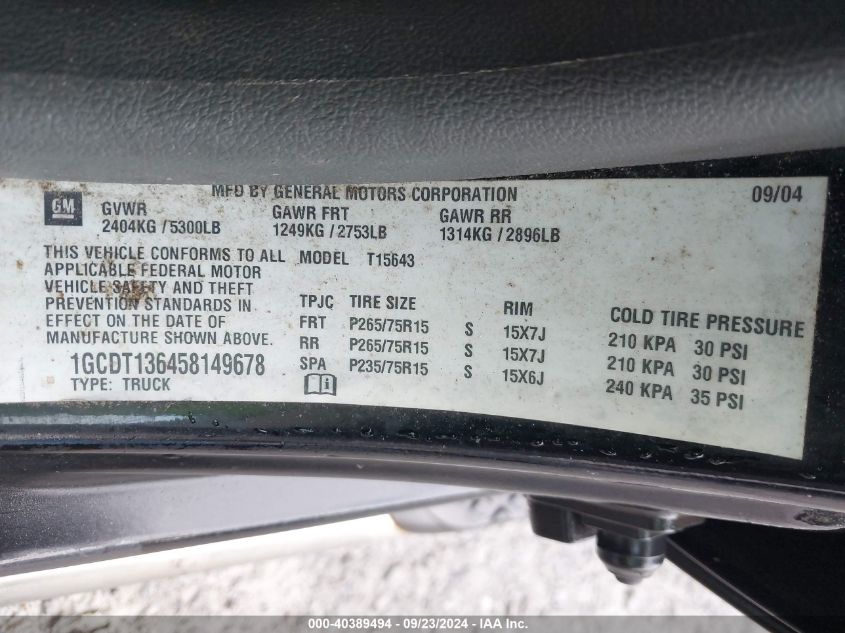 MFD BY GENERAL MOTORS CORPORATION 09/04
GM
GVWR GAWR FRT GAWR RR
2404KG / 5300LB 1249KG / 2753LB 1314KG / 2896LB
THIS VEHICLE CONFORMS TO ALL
APPLICABLE FEDERAL MOTOR
VEHICLE SAFETY AND THEFT
PREVENTION STANDARDS IN
EFFECT ON THE DATE OF
MANUFACTURE SHOWN ABOVE.
1GCDT136458149678
TYPE: TRUCK
MODEL T15643
TPJC TIRE SIZE RIM COLD TIRE PRESSURE
FRT P265/75R15 S 15X7J 210 KPA 30 PSI
RR P265/75R15 S 15X7J 210 KPA 30 PSI
SPA P235/75R15 S 15X6J 240 KPA 35 PSI
000-40389494 - 09/23/2024 - IAA Inc.